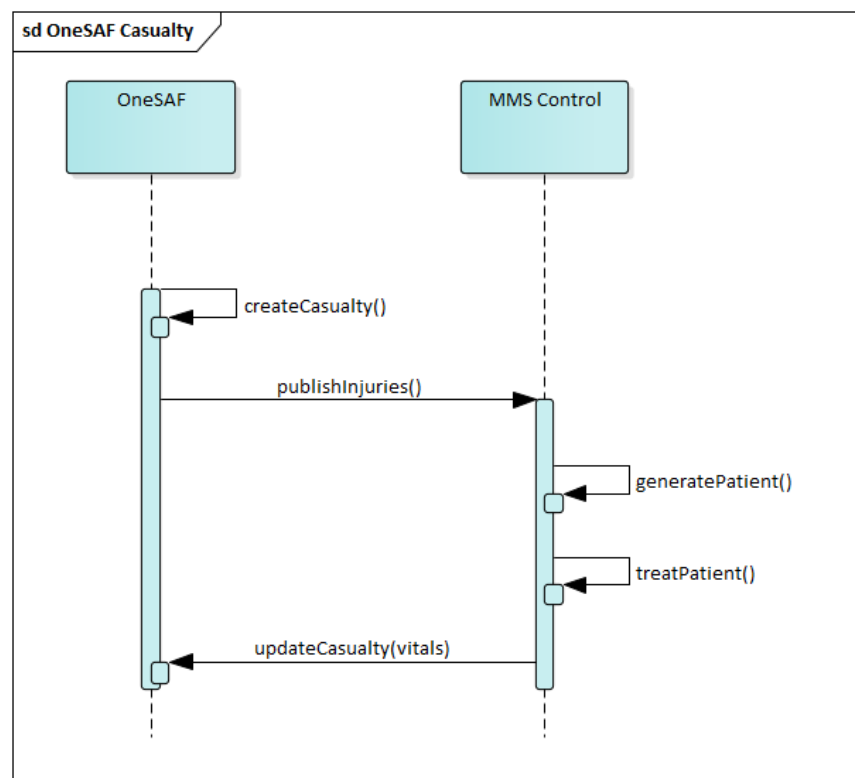 sd OneSAF Casualty
OneSAF
MMS Control
createCasualty()
publishInjuries()
generatePatient()
treatPatient()
updateCasualty(vitals)